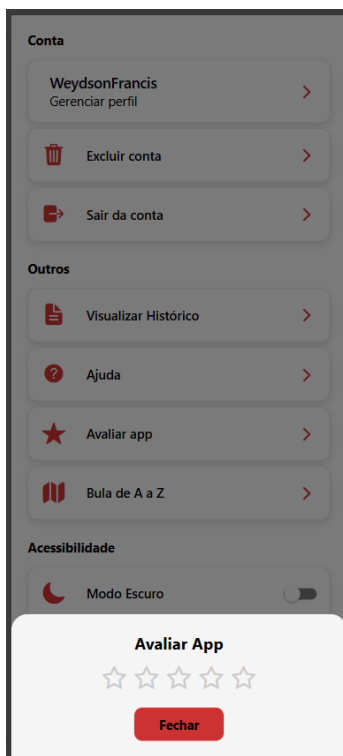 Conta
WeydsonFrancis
Gerenciar perfil
Excluir conta
Sair da conta
Outros
Visualizar Histórico
Ajuda
Avaliar app
Bula de A a Z
Acessibilidade
Modo Escuro
Avaliar App
Fechar